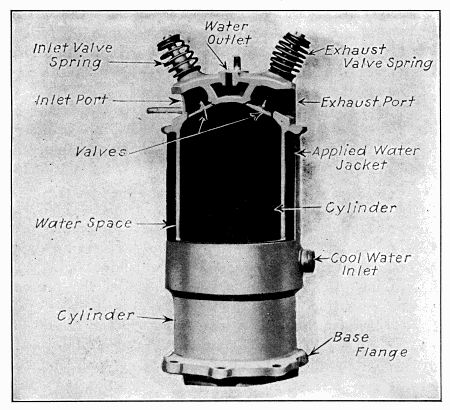 Water
Outlet
Inlet Valve
Spring
Exhaust
Valve Spring
Inlet Port
Exhaust Port
Valves
Applied Water
Jacket
Cylinder
Water Space
Cool Water
Inlet
Cylinder
Base
Flange